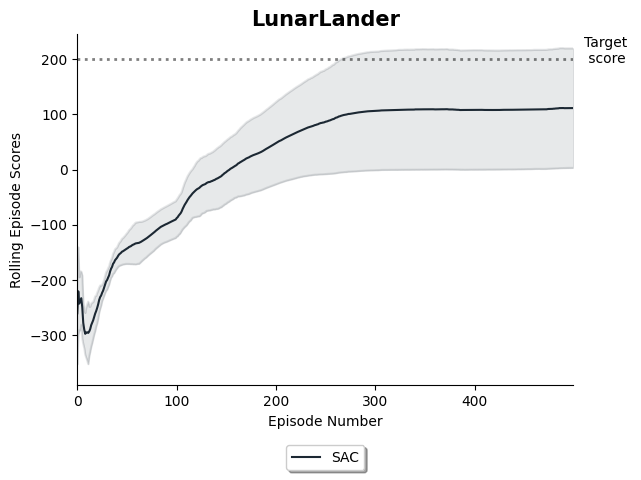 LunarLander
Target
score
Rolling Episode Scores
200
100
0
−100
−200
−300
0
100
200
300
400
Episode Number
SAC